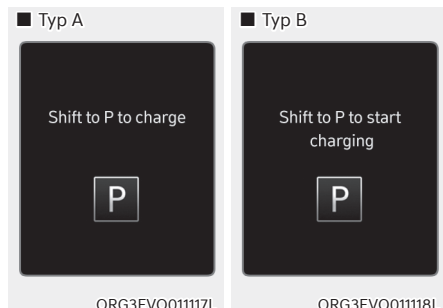 ■ Typ A
Shift to P to charge
P
ORG3EVQ011117L
■ Typ B
Shift to P to start
charging
P
ORG3EVQ011118L